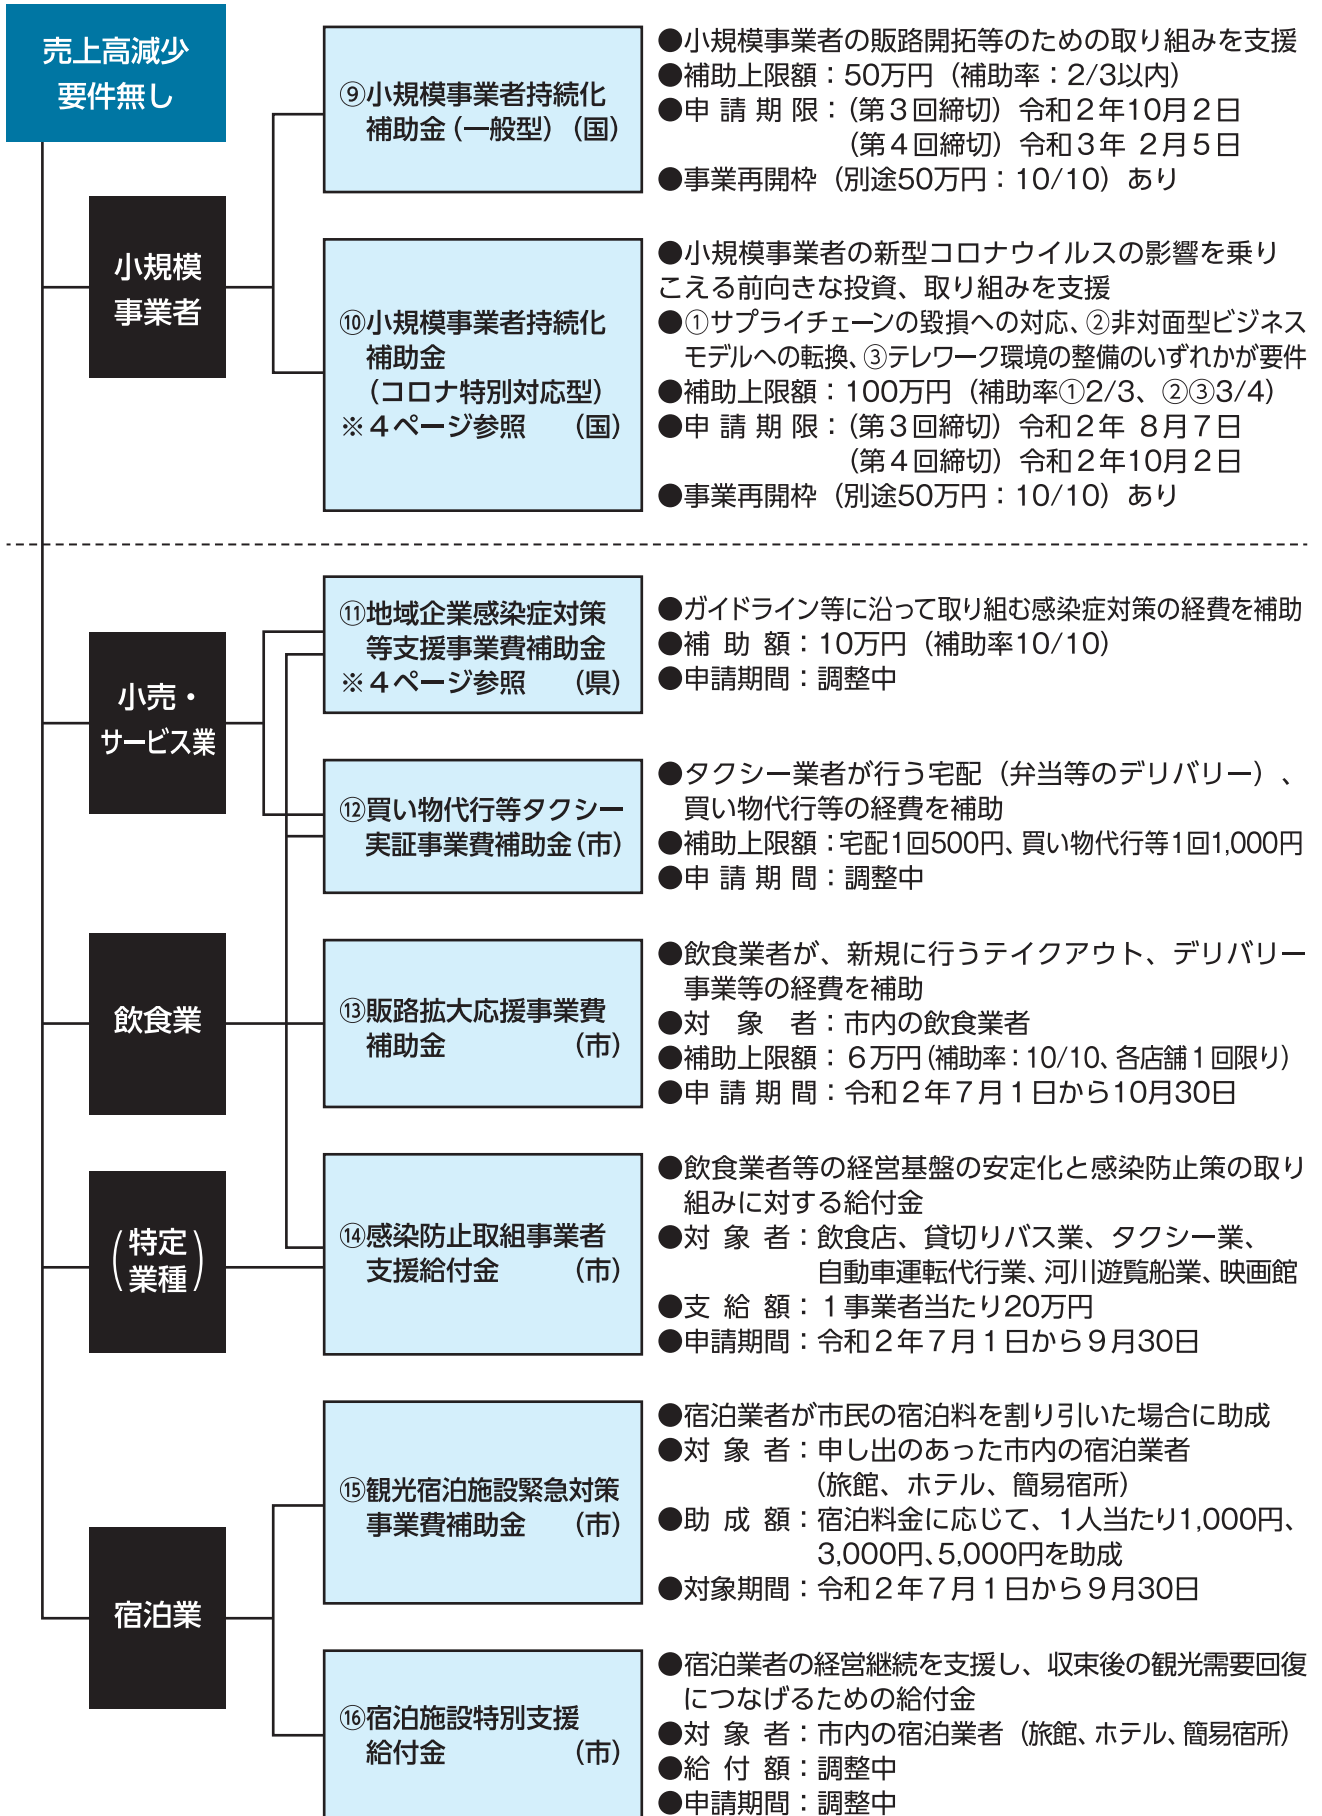 売上高減少
要件無し
小規模
事業者
⑨小規模事業者持続化
補助金（一般型）（国）
●小規模事業者の販路開拓等のための取り組みを支援
●補助上限額：50万円（補助率：2/3以内）
●申請期限：（第３回締切）令和２年10月２日
（第４回締切）令和３年 ２月５日
●事業再開枠（別途50万円：10/10）あり
⑩小規模事業者持続化
補助金
（コロナ特別対応型）
※４ページ参照　（国）
●小規模事業者の新型コロナウイルスの影響を乗り
こえる前向きな投資、取り組みを支援
●①サプライチェーンの毀損への対応、②非対面型ビジネス
モデルへの転換、③テレワーク環境の整備のいずれかが要件
●補助上限額：100万円（補助率①2/3、②③3/4）
●申請期限：（第３回締切）令和２年 ８月７日
（第４回締切）令和２年10月２日
●事業再開枠（別途50万円：10/10）あり
小売・
サービス業
⑪地域企業感染症対策
等支援事業費補助金
※４ページ参照　（県）
●ガイドライン等に沿って取り組む感染症対策の経費を補助
●補助額：10万円（補助率10/10）
●申請期間：調整中
⑫買い物代行等タクシー
実証事業費補助金（市）
●タクシー業者が行う宅配（弁当等のデリバリー）、
買い物代行等の経費を補助
●補助上限額：宅配1回500円、買い物代行等1回1,000円
●申請期間：調整中
飲食業
⑬販路拡大応援事業費
補助金　（市）
●飲食業者が、新規に行うテイクアウト、デリバリー
事業等の経費を補助
●対象者：市内の飲食業者
●補助上限額：６万円（補助率：10/10、各店舗１回限り）
●申請期間：令和２年７月１日から10月30日
（特定
業種）
⑭感染防止取組事業者
支援給付金　（市）
●飲食業者等の経営基盤の安定化と感染防止策の取り
組みに対する給付金
●対象者：飲食店、貸切りバス業、タクシー業、
自動車運転代行業、河川遊覧船業、映画館
●支給額：１事業者当たり20万円
●申請期間：令和２年７月１日から９月30日
宿泊業
⑮観光宿泊施設緊急対策
事業費補助金　（市）
●宿泊業者が市民の宿泊料を割り引いた場合に助成
●対象者：申し出のあった市内の宿泊業者
（旅館、ホテル、簡易宿所）
●助成額：宿泊料金に応じて、1人当たり1,000円、
3,000円、5,000円を助成
●対象期間：令和２年７月１日から９月30日
⑯宿泊施設特別支援
給付金　（市）
●宿泊業者の経営継続を支援し、収束後の観光需要回復
につなげるための給付金
●対象者：市内の宿泊業者（旅館、ホテル、簡易宿所）
●給付額：調整中
●申請期間：調整中